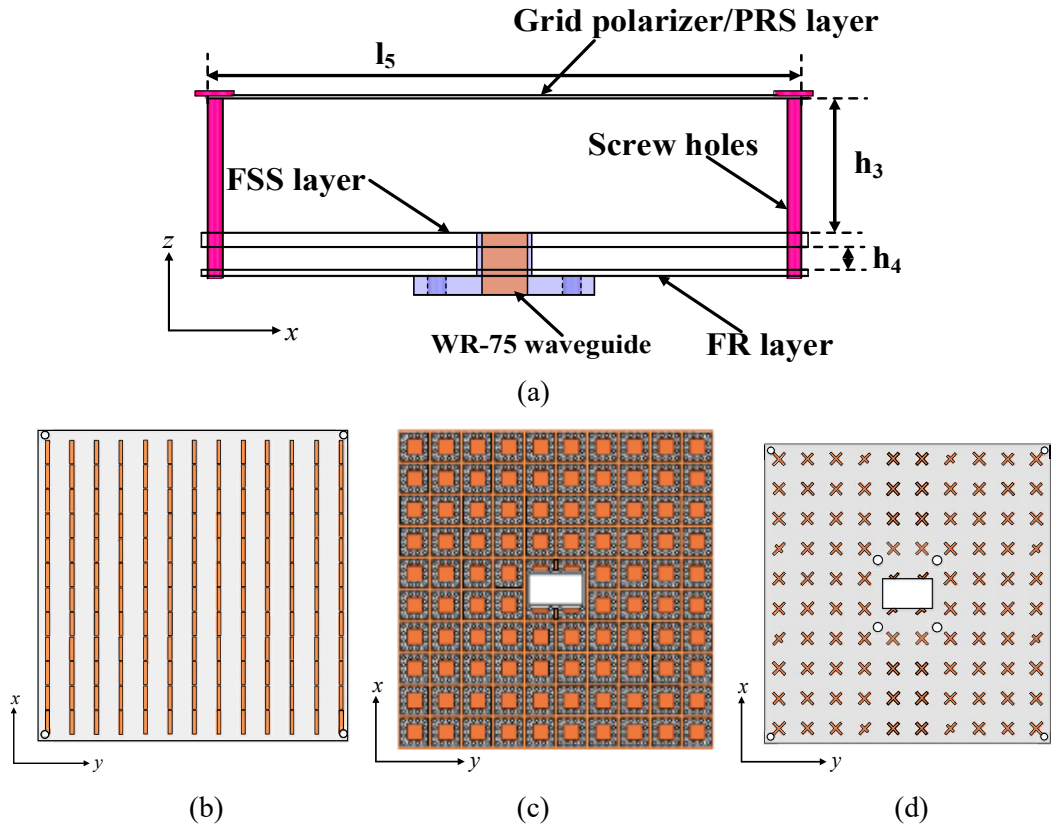 Grid polarizer/PRS layer
l₅
Screw holes
h₃
FSS layer
z
h₄
x
WR-75 waveguide
FR layer
(a)
x
y
x
y
x
y
(b)
(c)
(d)